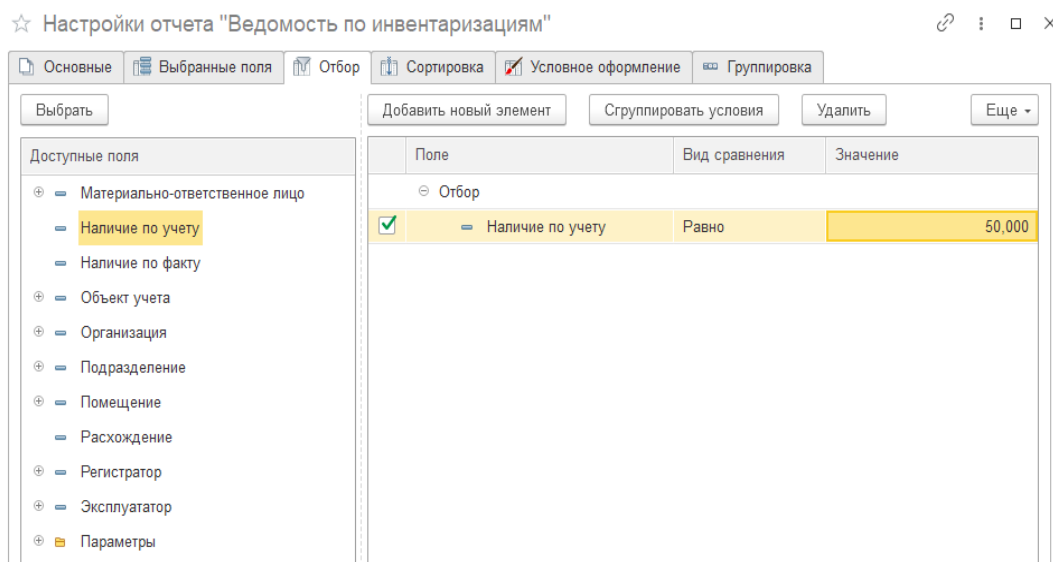 Настройки отчета "Ведомость по инвентаризациям"
Основные Выбранные поля Отбор Сортировка Условное оформление Группировка
Выбрать
Добавить новый элемент Сгруппировать условия Удалить Еще
Доступные поля
Поле Вид сравнения Значение
Материально-ответственное лицо
Отбор
Наличие по учету
Наличие по учету Равно 50,000
Наличие по факту
Объект учета
Организация
Подразделение
Помещение
Расхождение
Регистратор
Эксплуататор
Параметры